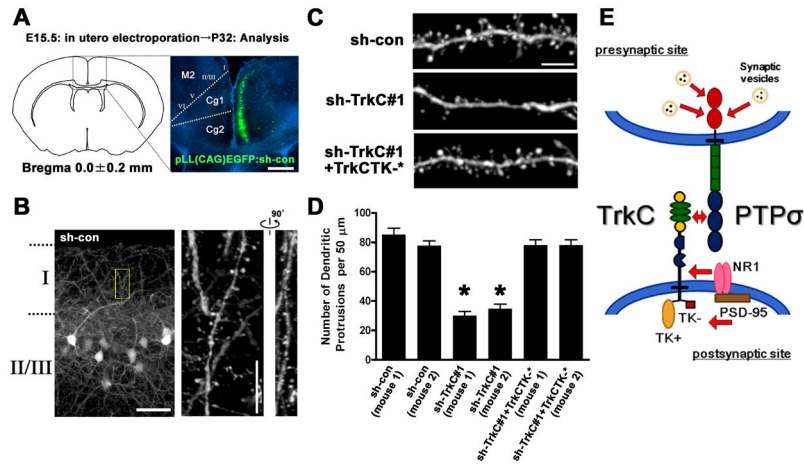 A
E15.5: in utero electroporation→P32: Analysis
M2
I
II/III
V
VI
Cg1
Cg2
Bregma 0.0±0.2 mm
pLL(CAG)EGFP:sh-con
B
sh-con
90°
I
II/III
C
sh-con
sh-TrkC#1
sh-TrkC#1
+TrkCTK-*
D
Number of Dendritic
Protrusions per 50 μm
100
80
60
40
20
0
*
*
sh-con
(mouse 1)
sh-con
(mouse 2)
sh-TrkC#1
(mouse 1)
sh-TrkC#1
(mouse 2)
sh-TrkC#1+TrkCTK-*
(mouse 1)
sh-TrkC#1+TrkCTK-*
(mouse 2)
E
presynaptic site
Synaptic
vesicles
TrkC
PTPσ
NR1
PSD-95
TK-
TK+
postsynaptic site